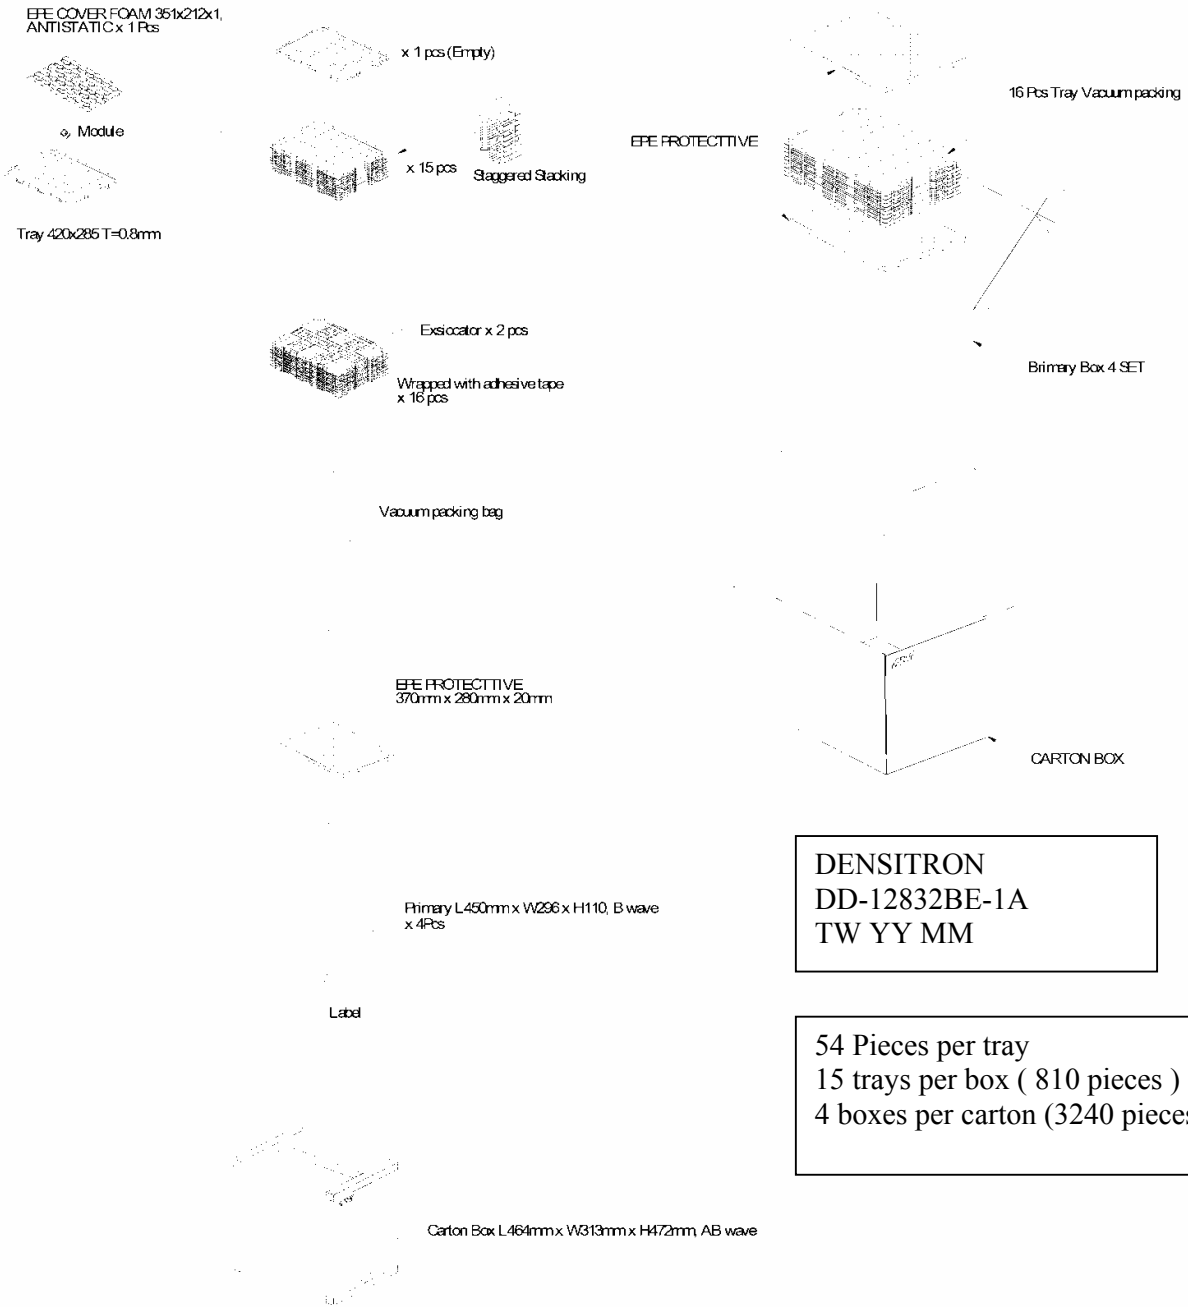 EPE COVER FOAM 351x212x1,
ANTISTATIC x 1 Pcs
x 1 pcs (Empty)
16 Pcs Tray Vacuum packing
Module
EPE PROTECTTIVE
x 15 pcs
Staggered Stacking
Tray 420x285 T=0.8mm
Exsiccator x 2 pcs
Brimary Box 4 SET
Wrapped with adhesive tape
x 16 pcs
Vacuum packing bag
EPE PROTECTTIVE
370mm x 280mm x 20mm
CARTON BOX
DENSITRON
DD-12832BE-1A
TW YY MM
Primary L450mm x W296 x H110, B wave
x 4Pcs
Label
54 Pieces per tray
15 trays per box ( 810 pieces )
4 boxes per carton (3240 pieces
Carton Box L464mm x W313mm x H472mm, AB wave